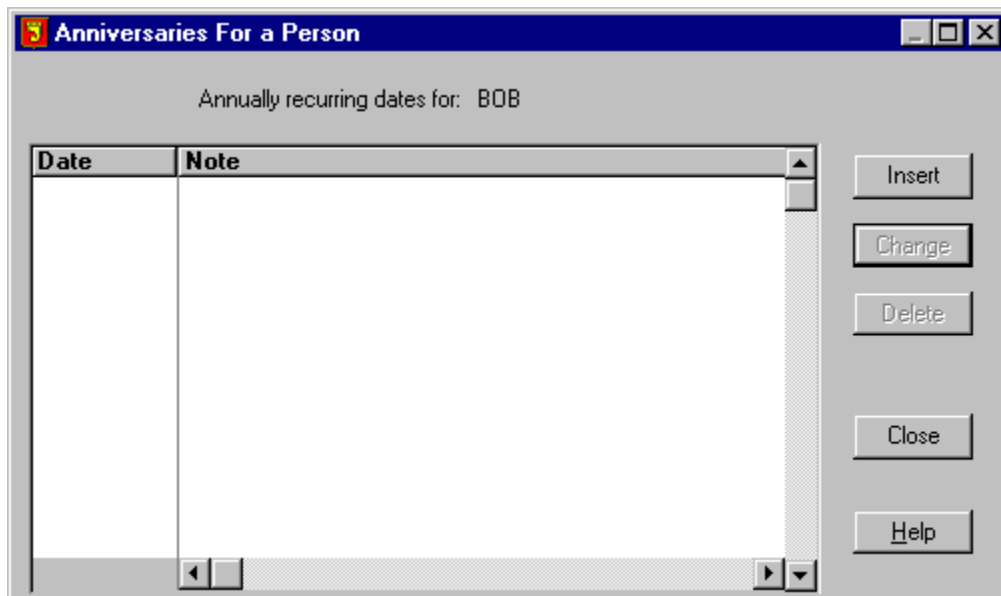 Anniversaries For a Person
Annually recurring dates for: BOB
Date Note
Insert
Change
Delete
Close
Help